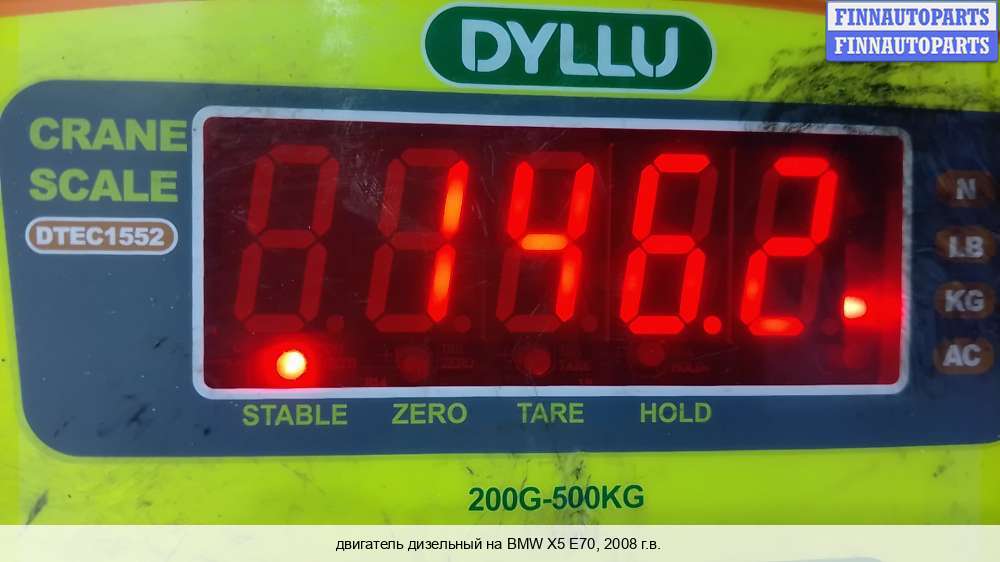 FINNAUTOPARTS
FINNAUTOPARTS
DYLLU
CRANE
SCALE
DTEC1552
146.2
N
LB
KG
AC
STABLE ZERO TARE HOLD
200G-500KG
двигатель дизельный на BMW X5 E70, 2008 г.в.